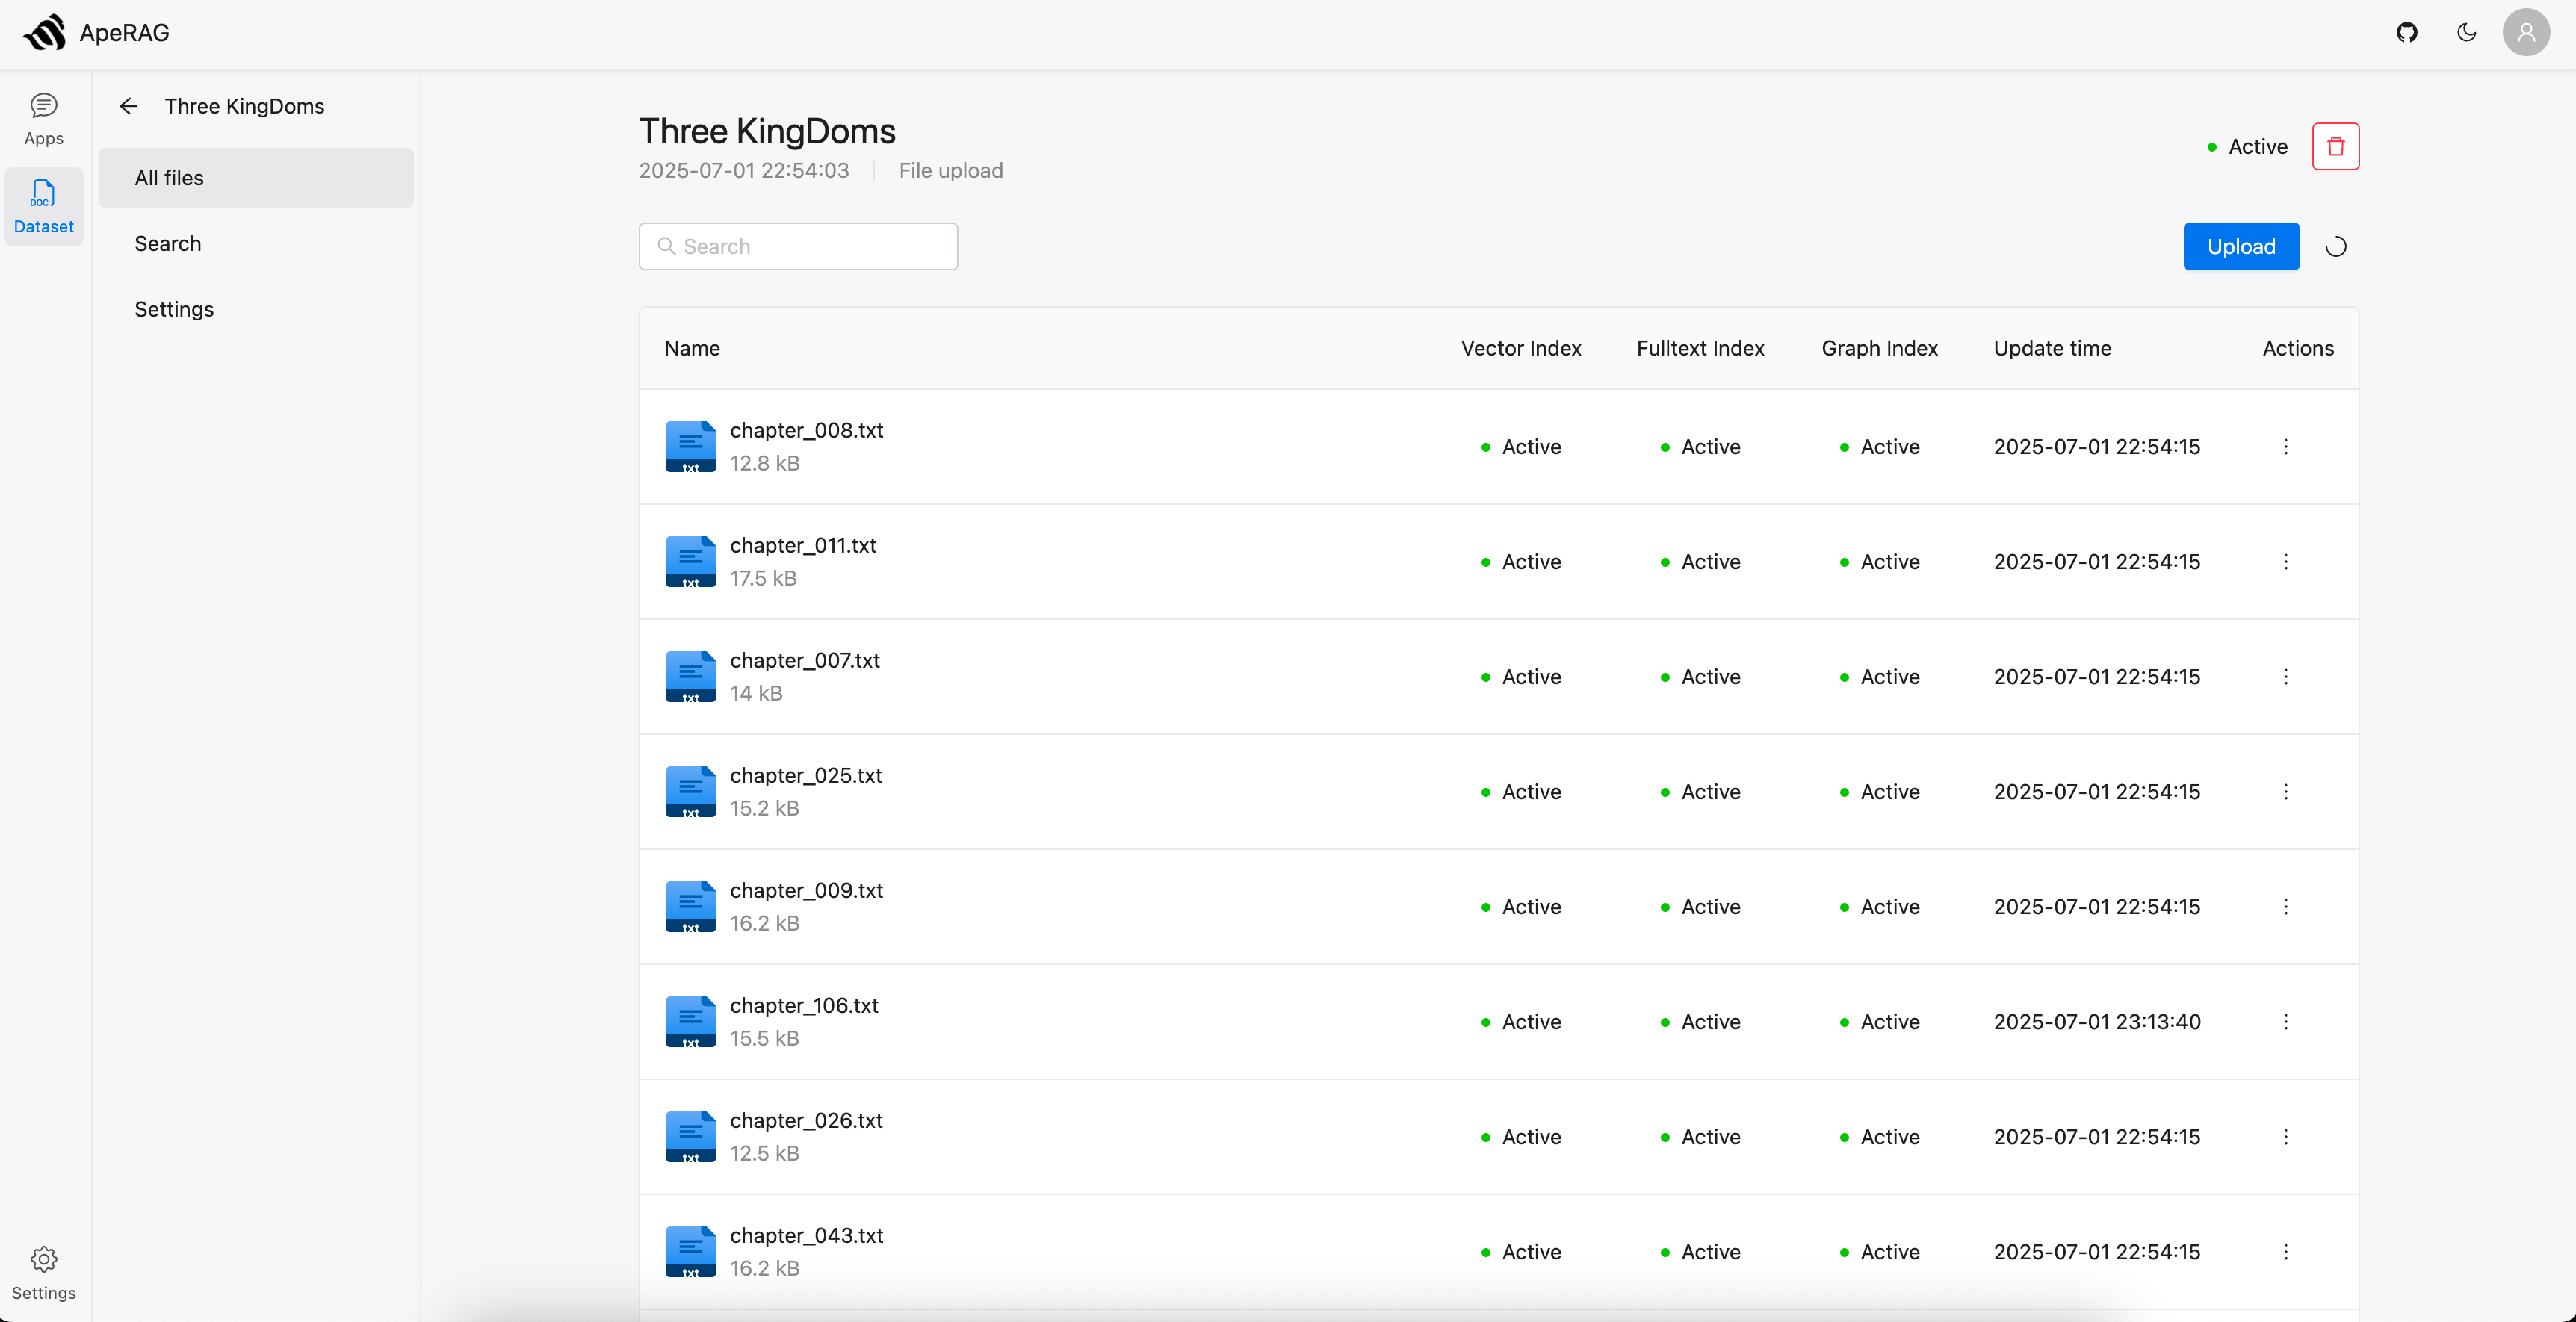 ApeRAG
Apps
DOC
Dataset
Settings
Three KingDoms
All files
Search
Settings
Three KingDoms
2025-07-01 22:54:03 File upload
Active
Search
Upload
Name Vector Index Fulltext Index Graph Index Update time Actions
chapter_008.txt
12.8 kB
txt
Active Active Active 2025-07-01 22:54:15
chapter_011.txt
17.5 kB
txt
Active Active Active 2025-07-01 22:54:15
chapter_007.txt
14 kB
txt
Active Active Active 2025-07-01 22:54:15
chapter_025.txt
15.2 kB
txt
Active Active Active 2025-07-01 22:54:15
chapter_009.txt
16.2 kB
txt
Active Active Active 2025-07-01 22:54:15
chapter_106.txt
15.5 kB
txt
Active Active Active 2025-07-01 23:13:40
chapter_026.txt
12.5 kB
txt
Active Active Active 2025-07-01 22:54:15
chapter_043.txt
16.2 kB
txt
Active Active Active 2025-07-01 22:54:15